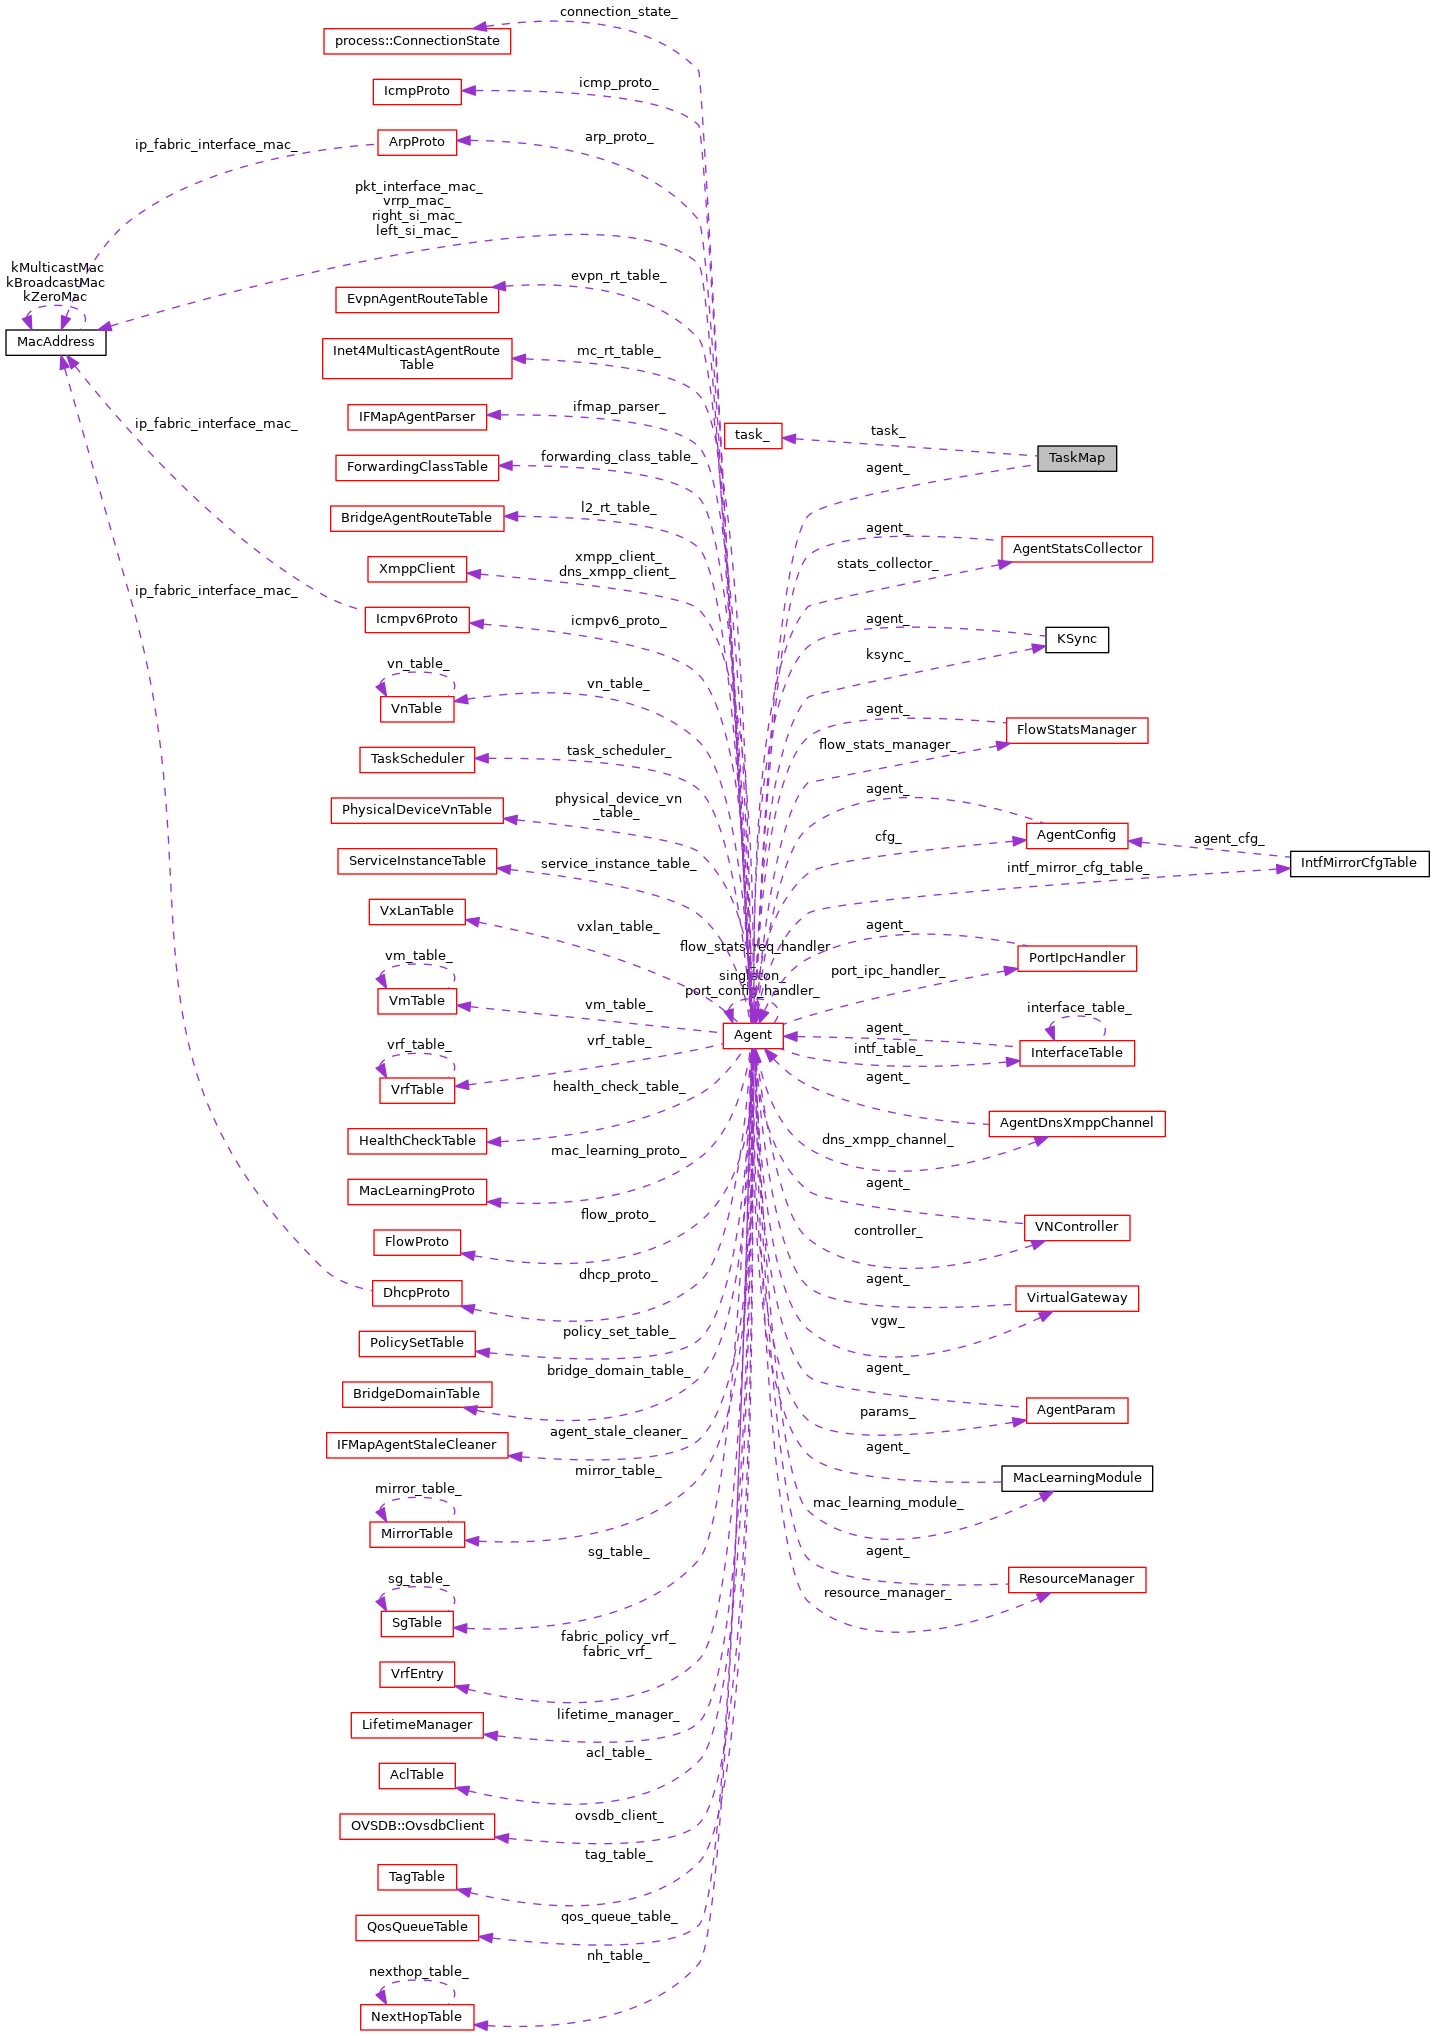 connection_state_
process::ConnectionState
icmp_proto_
IcmpProto
arp_proto_
ArpProto
ip_fabric_interface_mac_
pkt_interface_mac_
vrrp_mac_
right_si_mac_
left_si_mac_
kMulticastMac
kBroadcastMac
kZeroMac
MacAddress
evpn_rt_table_
EvpnAgentRouteTable
mc_rt_table_
Inet4MulticastAgentRoute
Table
ifmap_parser_
IFMapAgentParser
ip_fabric_interface_mac_
task_
task_
TaskMap
forwarding_class_table_
ForwardingClassTable
agent_
l2_rt_table_
BridgeAgentRouteTable
agent_
AgentStatsCollector
stats_collector_
xmpp_client_
dns_xmpp_client_
XmppClient
ip_fabric_interface_mac_
icmpv6_proto_
Icmpv6Proto
agent_
KSync
ksync_
vn_table_
vn_table_
VnTable
agent_
FlowStatsManager
flow_stats_manager_
task_scheduler_
TaskScheduler
physical_device_vn
_table_
PhysicalDeviceVnTable
agent_
AgentConfig
cfg_
agent_cfg_
IntfMirrorCfgTable
intf_mirror_cfg_table_
service_instance_table_
ServiceInstanceTable
VxLanTable
vxlan_table_
agent_
PortIpcHandler
port_ipc_handler_
flow_stats_req_handler
_
singleton_
port_config_handler_
Agent
vm_table_
VmTable
vm_table_
interface_table_
InterfaceTable
agent_
intf_table_
vrf_table_
vrf_table_
VrfTable
agent_
health_check_table_
HealthCheckTable
AgentDnsXmppChannel
dns_xmpp_channel_
mac_learning_proto_
MacLearningProto
agent_
VNController
controller_
flow_proto_
FlowProto
dhcp_proto_
DhcpProto
agent_
VirtualGateway
vgw_
policy_set_table_
PolicySetTable
bridge_domain_table_
BridgeDomainTable
agent_
AgentParam
params_
agent_stale_cleaner_
IFMapAgentStaleCleaner
agent_
MacLearningModule
mac_learning_module_
mirror_table_
mirror_table_
MirrorTable
agent_
ResourceManager
resource_manager_
sg_table_
sg_table_
SgTable
fabric_policy_vrf_
fabric_vrf_
VrfEntry
lifetime_manager_
LifetimeManager
acl_table_
AclTable
ovsdb_client_
OVSDB::OvsdbClient
tag_table_
TagTable
qos_queue_table_
QosQueueTable
nh_table_
nexthop_table_
NextHopTable